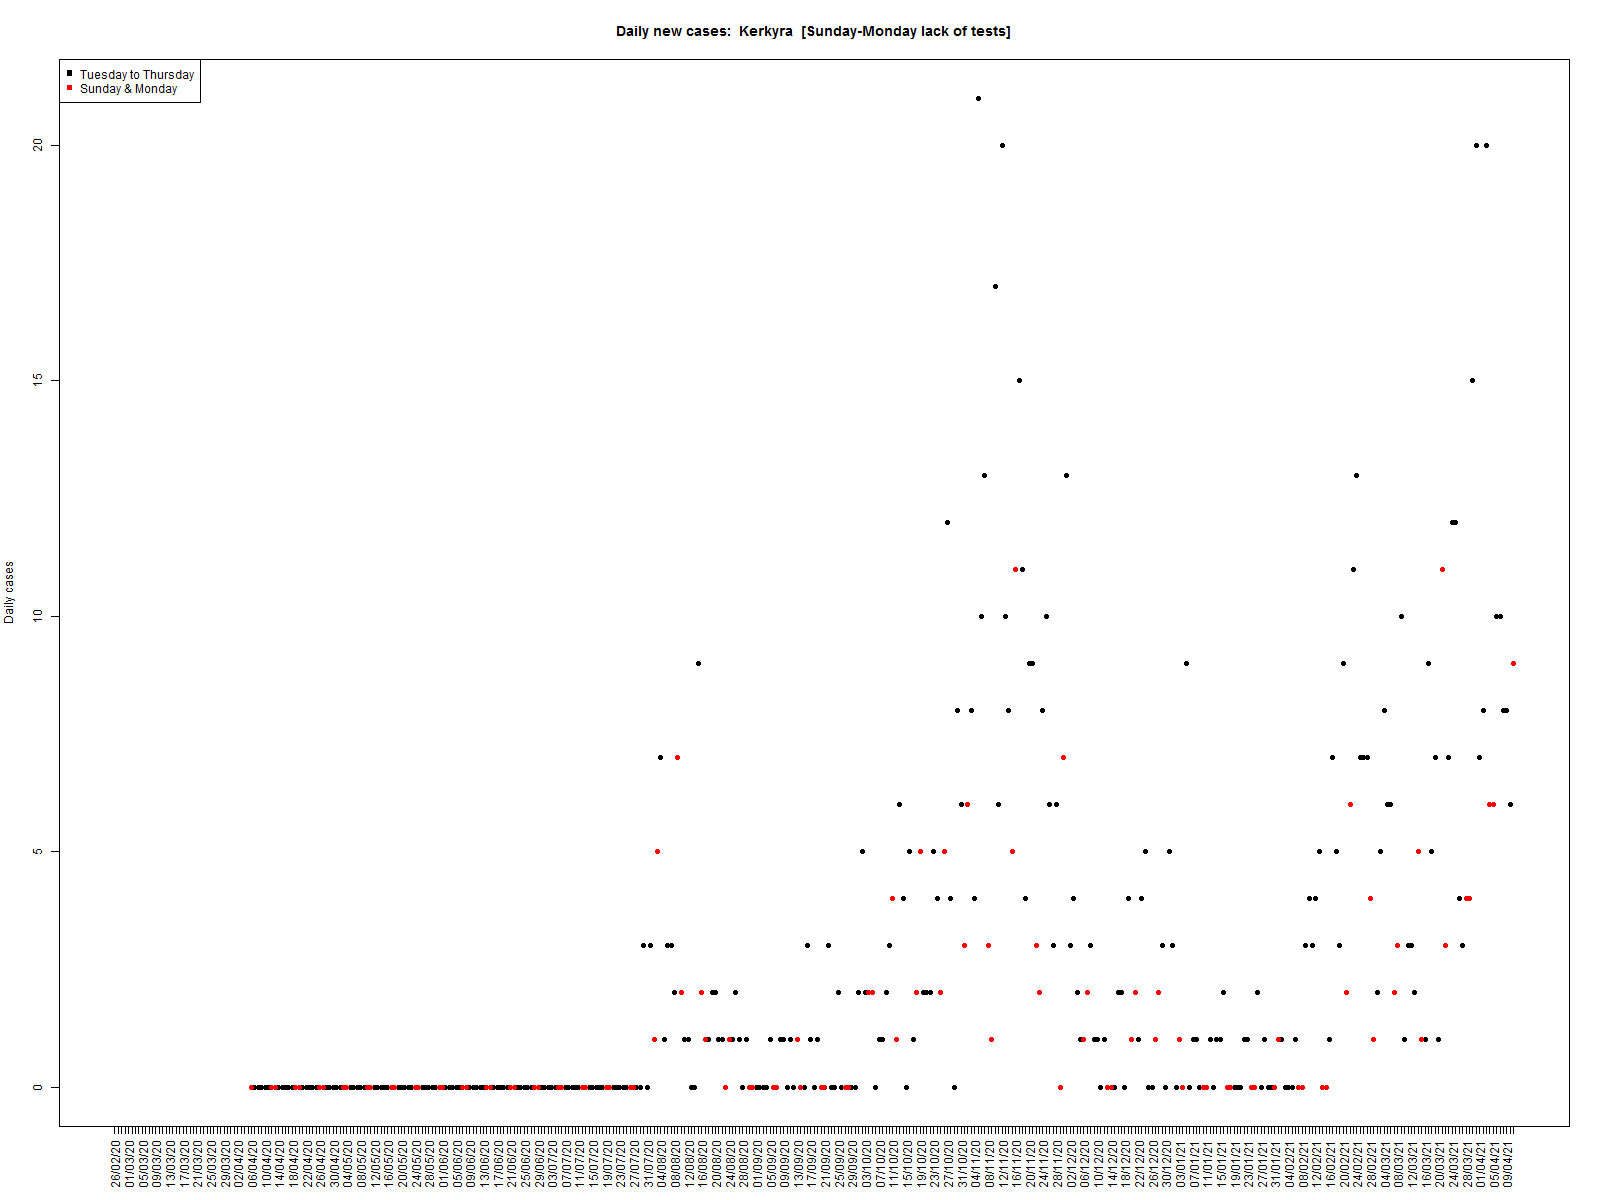 Daily new cases:  Kerkyra  [Sunday-Monday lack of tests]
Tuesday to Thursday
Sunday & Monday
Daily cases
20
15
10
5
0
26/02/20 01/03/20 05/03/20 09/03/20 13/03/20 17/03/20 21/03/20 25/03/20 29/03/20 02/04/20 06/04/20 10/04/20 14/04/20 18/04/20 22/04/20 26/04/20 30/04/20 04/05/20 08/05/20 12/05/20 16/05/20 20/05/20 24/05/20 28/05/20 01/06/20 05/06/20 09/06/20 13/06/20 17/06/20 21/06/20 25/06/20 29/06/20 03/07/20 07/07/20 11/07/20 15/07/20 19/07/20 23/07/20 27/07/20 31/07/20 04/08/20 08/08/20 12/08/20 16/08/20 20/08/20 24/08/20 28/08/20 01/09/20 05/09/20 09/09/20 13/09/20 17/09/20 21/09/20 25/09/20 29/09/20 03/10/20 07/10/20 11/10/20 15/10/20 19/10/20 23/10/20 27/10/20 31/10/20 04/11/20 08/11/20 12/11/20 16/11/20 20/11/20 24/11/20 28/11/20 02/12/20 06/12/20 10/12/20 14/12/20 18/12/20 22/12/20 26/12/20 30/12/20 03/01/21 07/01/21 11/01/21 15/01/21 19/01/21 23/01/21 27/01/21 31/01/21 04/02/21 08/02/21 12/02/21 16/02/21 20/02/21 24/02/21 28/02/21 04/03/21 08/03/21 12/03/21 16/03/21 20/03/21 24/03/21 28/03/21 01/04/21 05/04/21 09/04/21